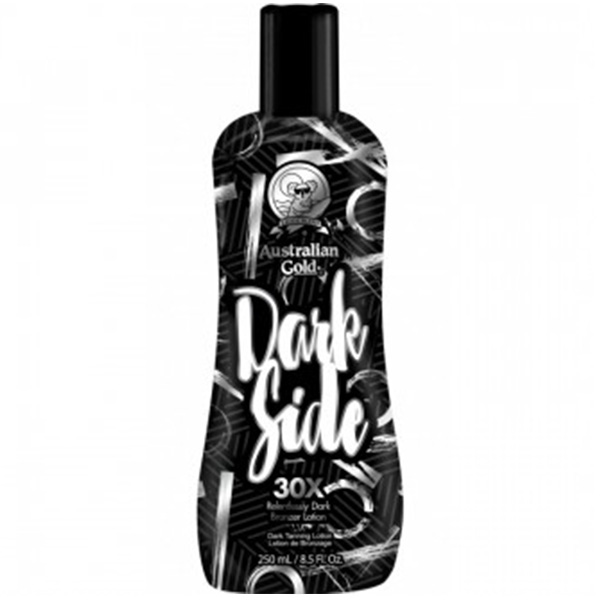 Australian
Gold
Dark
Side
30X
Relentlessly Dark
Bronzer Lotion
Dark Tanning Lotion
Lotion de Bronzage
250 mL / 8.5 Fl. Oz.